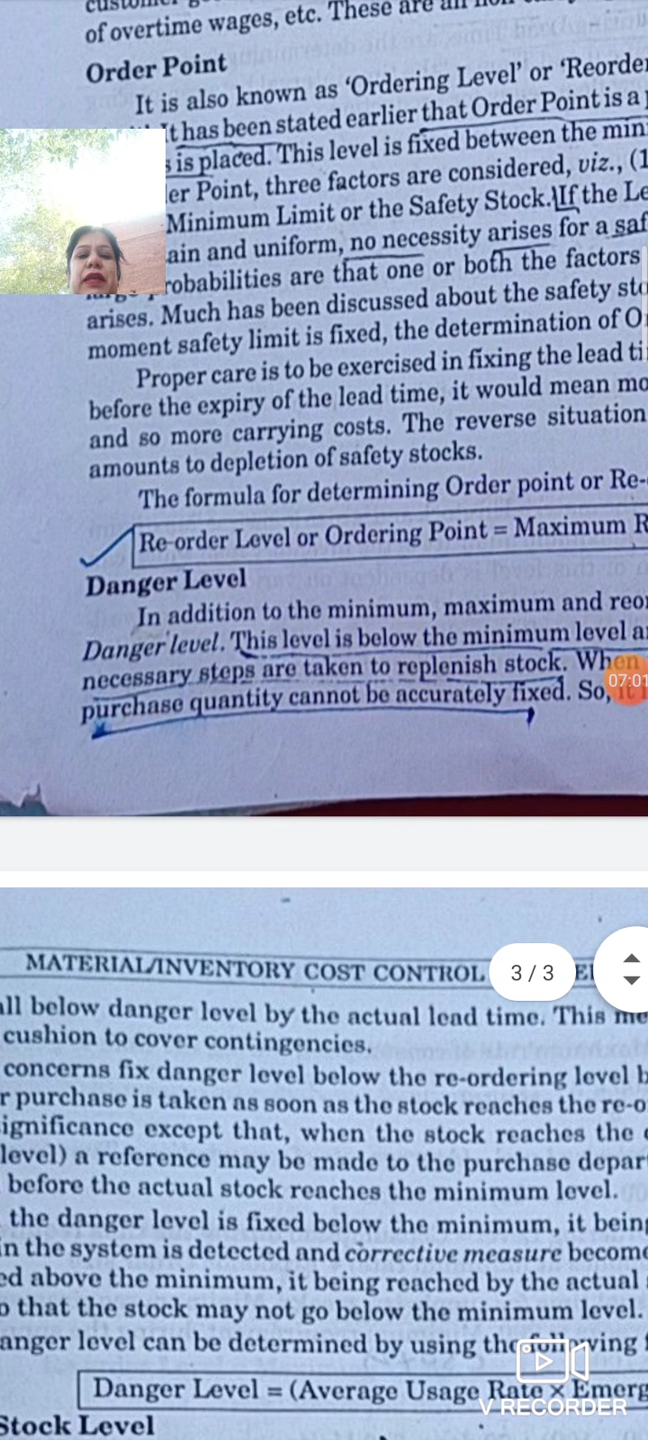 of overtime wages, etc. These are all non
Order Point
It is also known as 'Ordering Level' or 'Reorder
It has been stated earlier that Order Point is a
is placed. This level is fixed between the min
er Point, three factors are considered, viz., (1
Minimum Limit or the Safety Stock. If the Le
ain and uniform, no necessity arises for a saf
robabilities are that one or both the factors
arises. Much has been discussed about the safety sto
moment safety limit is fixed, the determination of O
Proper care is to be exercised in fixing the lead ti
before the expiry of the lead time, it would mean mo
and so more carrying costs. The reverse situation
amounts to depletion of safety stocks.
The formula for determining Order point or Re-
Re-order Level or Ordering Point = Maximum R
Danger Level
In addition to the minimum, maximum and reo
Danger level. This level is below the minimum level a
necessary steps are taken to replenish stock. When
purchase quantity cannot be accurately fixed. So, it
07:01
MATERIAL/INVENTORY COST CONTROL
3 / 3
all below danger level by the actual lead time. This me
cushion to cover contingencies.
concerns fix danger level below the re-ordering level b
r purchase is taken as soon as the stock reaches the re-o
ignificance except that, when the stock reaches the
level) a reference may be made to the purchase depar
before the actual stock reaches the minimum level.
the danger level is fixed below the minimum, it being
in the system is detected and corrective measure become
ed above the minimum, it being reached by the actual
o that the stock may not go below the minimum level.
anger level can be determined by using the following
Danger Level = (Average Usage Rate × Emerg
Stock Level
V RECORDER